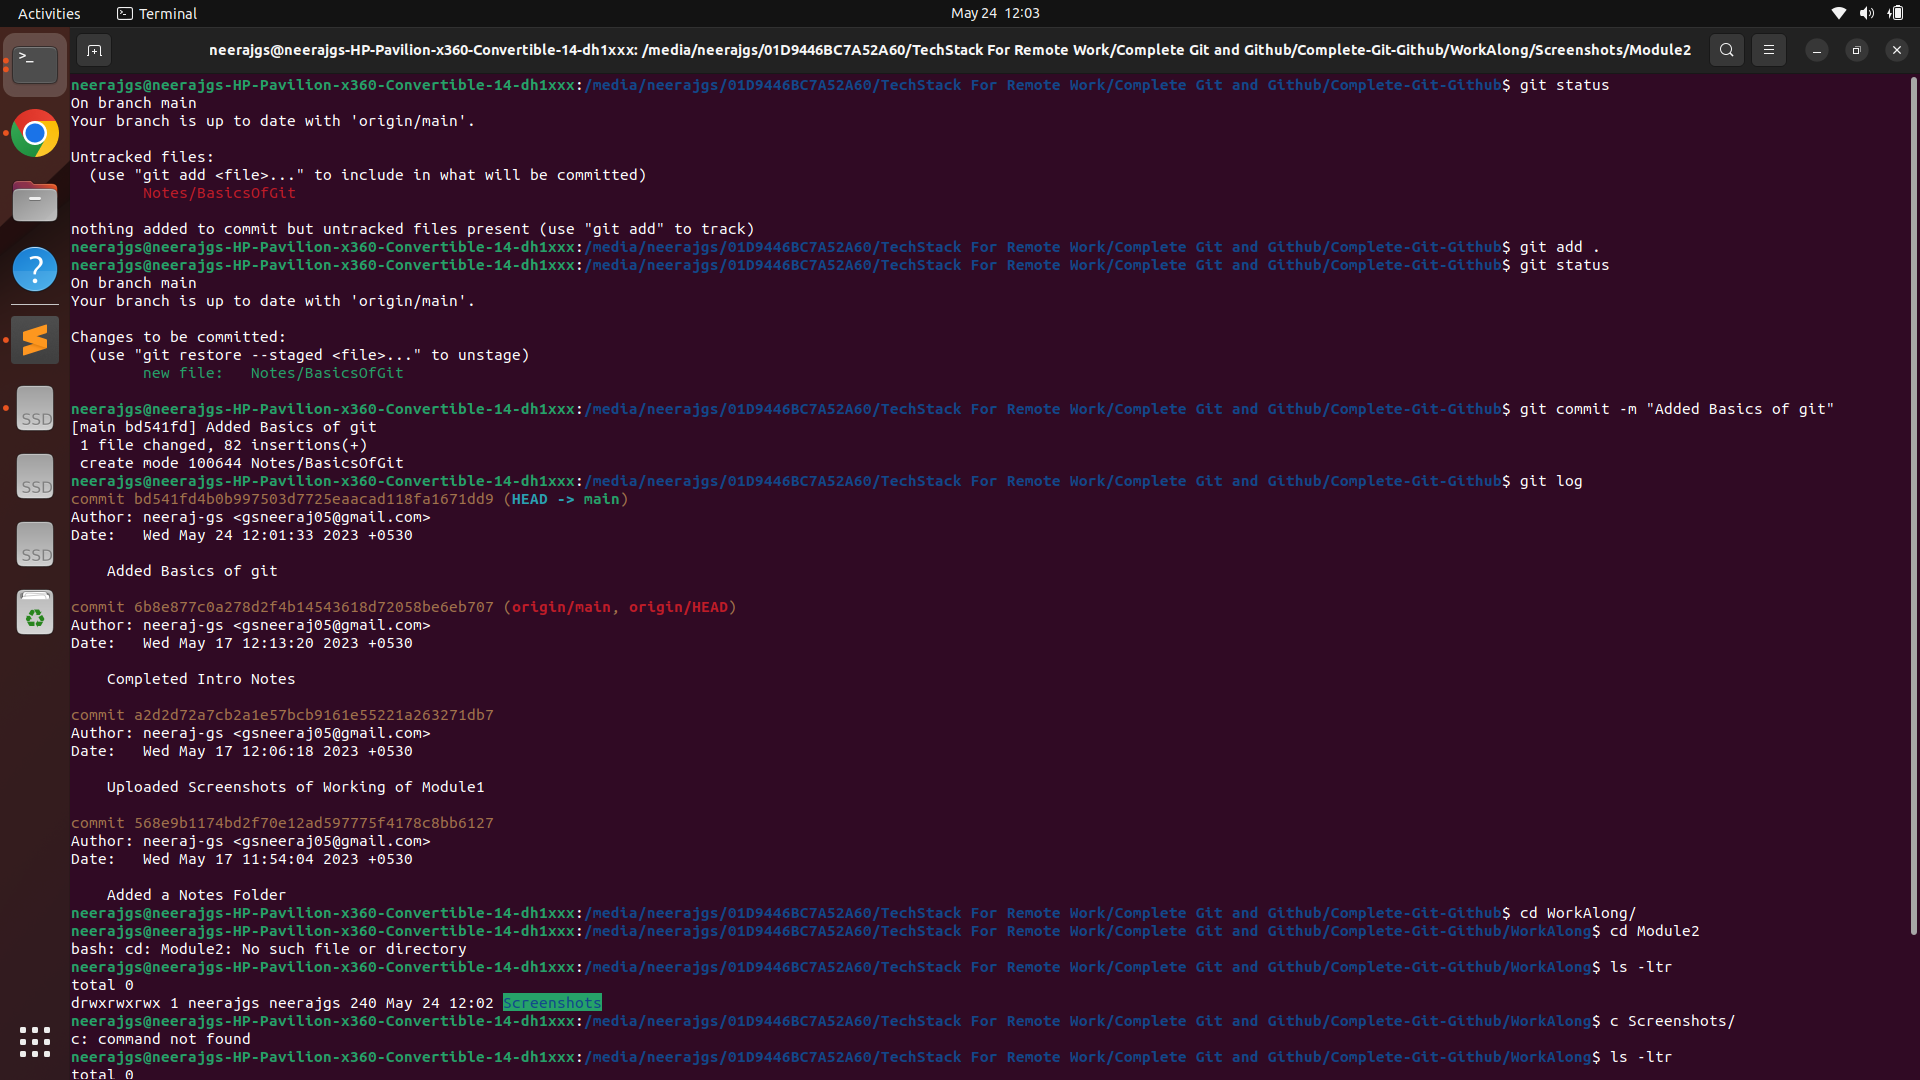 Activities
Terminal
May 24 12:03
neerajgs@neerajgs-HP-Pavilion-x360-Convertible-14-dh1xxx: /media/neerajgs/01D9446BC7A52A60/TechStack For Remote Work/Complete Git and Github/Complete-Git-Github/WorkAlong/Screenshots/Module2
neerajgs@neerajgs-HP-Pavilion-x360-Convertible-14-dh1xxx:/media/neerajgs/01D9446BC7A52A60/TechStack For Remote Work/Complete Git and Github/Complete-Git-Github$ git status
On branch main
Your branch is up to date with 'origin/main'.
Untracked files:
  (use "git add <file>..." to include in what will be committed)
        Notes/BasicsOfGit
nothing added to commit but untracked files present (use "git add" to track)
neerajgs@neerajgs-HP-Pavilion-x360-Convertible-14-dh1xxx:/media/neerajgs/01D9446BC7A52A60/TechStack For Remote Work/Complete Git and Github/Complete-Git-Github$ git add .
neerajgs@neerajgs-HP-Pavilion-x360-Convertible-14-dh1xxx:/media/neerajgs/01D9446BC7A52A60/TechStack For Remote Work/Complete Git and Github/Complete-Git-Github$ git status
On branch main
Your branch is up to date with 'origin/main'.
Changes to be committed:
  (use "git restore --staged <file>..." to unstage)
        new file:   Notes/BasicsOfGit
neerajgs@neerajgs-HP-Pavilion-x360-Convertible-14-dh1xxx:/media/neerajgs/01D9446BC7A52A60/TechStack For Remote Work/Complete Git and Github/Complete-Git-Github$ git commit -m "Added Basics of git"
[main bd541fd] Added Basics of git
 1 file changed, 82 insertions(+)
 create mode 100644 Notes/BasicsOfGit
neerajgs@neerajgs-HP-Pavilion-x360-Convertible-14-dh1xxx:/media/neerajgs/01D9446BC7A52A60/TechStack For Remote Work/Complete Git and Github/Complete-Git-Github$ git log
commit bd541fd4b0b997503d7725eaacad118fa1671dd9 (HEAD -> main)
Author: neeraj-gs <gsneeraj05@gmail.com>
Date:   Wed May 24 12:01:33 2023 +0530
    Added Basics of git
commit 6b8e877c0a278d2f4b14543618d72058be6eb707 (origin/main, origin/HEAD)
Author: neeraj-gs <gsneeraj05@gmail.com>
Date:   Wed May 17 12:13:20 2023 +0530
    Completed Intro Notes
commit a2d2d72a7cb2a1e57bcb9161e55221a263271db7
Author: neeraj-gs <gsneeraj05@gmail.com>
Date:   Wed May 17 12:06:18 2023 +0530
    Uploaded Screenshots of Working of Module1
commit 568e9b1174bd2f70e12ad597775f4178c8bb6127
Author: neeraj-gs <gsneeraj05@gmail.com>
Date:   Wed May 17 11:54:04 2023 +0530
    Added a Notes Folder
neerajgs@neerajgs-HP-Pavilion-x360-Convertible-14-dh1xxx:/media/neerajgs/01D9446BC7A52A60/TechStack For Remote Work/Complete Git and Github/Complete-Git-Github$ cd WorkAlong/
neerajgs@neerajgs-HP-Pavilion-x360-Convertible-14-dh1xxx:/media/neerajgs/01D9446BC7A52A60/TechStack For Remote Work/Complete Git and Github/Complete-Git-Github/WorkAlong$ cd Module2
bash: cd: Module2: No such file or directory
neerajgs@neerajgs-HP-Pavilion-x360-Convertible-14-dh1xxx:/media/neerajgs/01D9446BC7A52A60/TechStack For Remote Work/Complete Git and Github/Complete-Git-Github/WorkAlong$ ls -ltr
total 0
drwxrwxrwx 1 neerajgs neerajgs 240 May 24 12:02 Screenshots
neerajgs@neerajgs-HP-Pavilion-x360-Convertible-14-dh1xxx:/media/neerajgs/01D9446BC7A52A60/TechStack For Remote Work/Complete Git and Github/Complete-Git-Github/WorkAlong$ c Screenshots/
c: command not found
neerajgs@neerajgs-HP-Pavilion-x360-Convertible-14-dh1xxx:/media/neerajgs/01D9446BC7A52A60/TechStack For Remote Work/Complete Git and Github/Complete-Git-Github/WorkAlong$ ls -ltr
total 0
SSD
SSD
SSD